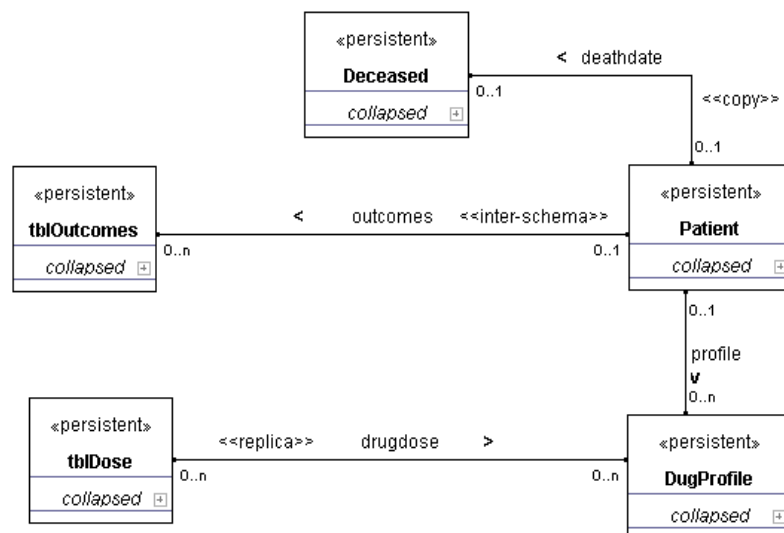 «persistent»
Deceased
collapsed +
< deathdate
0..1
<<copy>>
0..1
«persistent»
tblOutcomes
collapsed +
< outcomes <<inter-schema>>
0..n
0..1
«persistent»
Patient
collapsed +
0..1
profile
v
0..n
«persistent»
tblDose
collapsed +
<<replica>> drugdose >
0..n
0..n
«persistent»
DugProfile
collapsed +